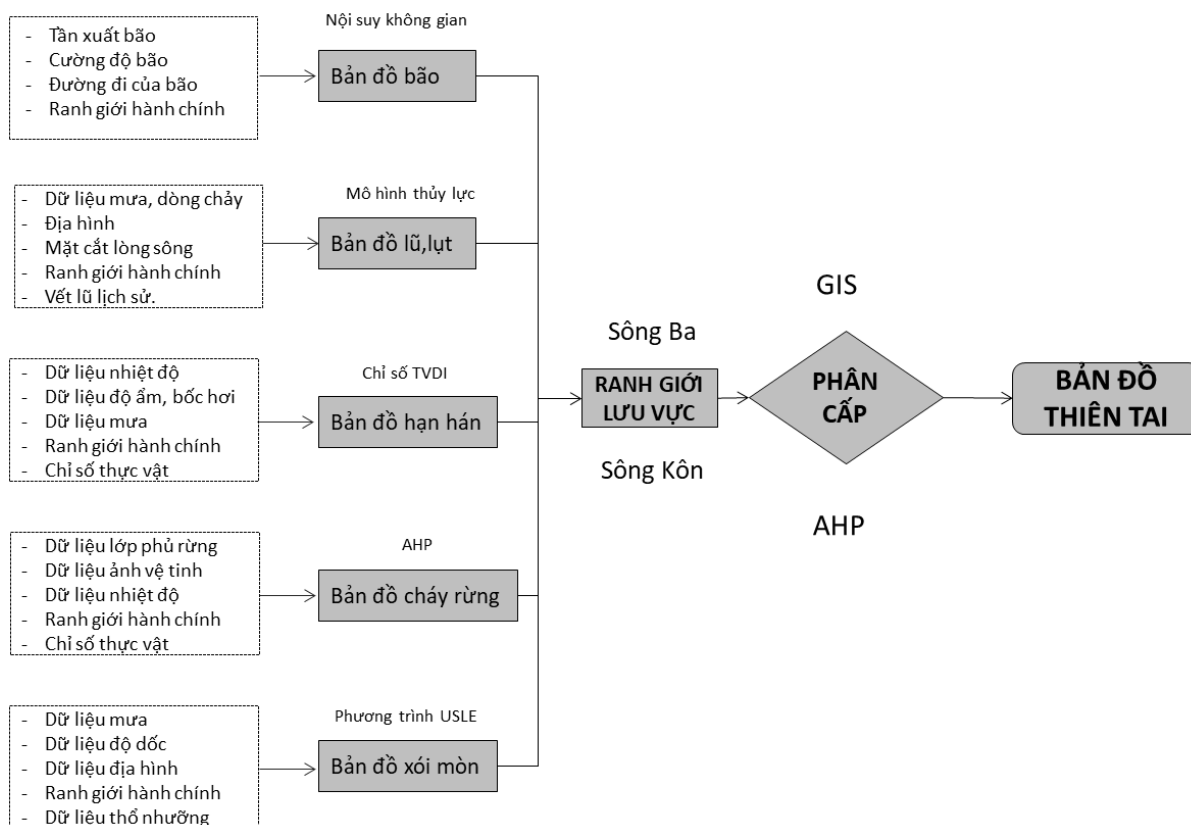 Nội suy không gian
- Tần xuất bão
- Cường độ bão
- Đường đi của bão
- Ranh giới hành chính
Bản đồ bão
Mô hình thủy lực
- Dữ liệu mưa, dòng chảy
- Địa hình
- Mặt cắt lòng sông
- Ranh giới hành chính
- Vết lũ lịch sử.
Bản đồ lũ,lụt
Chỉ số TVDI
- Dữ liệu nhiệt độ
- Dữ liệu độ ẩm, bốc hơi
- Dữ liệu mưa
- Ranh giới hành chính
- Chỉ số thực vật
Bản đồ hạn hán
AHP
- Dữ liệu lớp phủ rừng
- Dữ liệu ảnh vệ tinh
- Dữ liệu nhiệt độ
- Ranh giới hành chính
- Chỉ số thực vật
Bản đồ cháy rừng
Phương trình USLE
- Dữ liệu mưa
- Dữ liệu độ dốc
- Dữ liệu địa hình
- Ranh giới hành chính
- Dữ liệu thổ nhưỡng
Bản đồ xói mòn
Sông Ba
RANH GIỚI
LƯU VỰC
Sông Kôn
GIS
PHÂN
CẤP
AHP
BẢN ĐỒ
THIÊN TAI